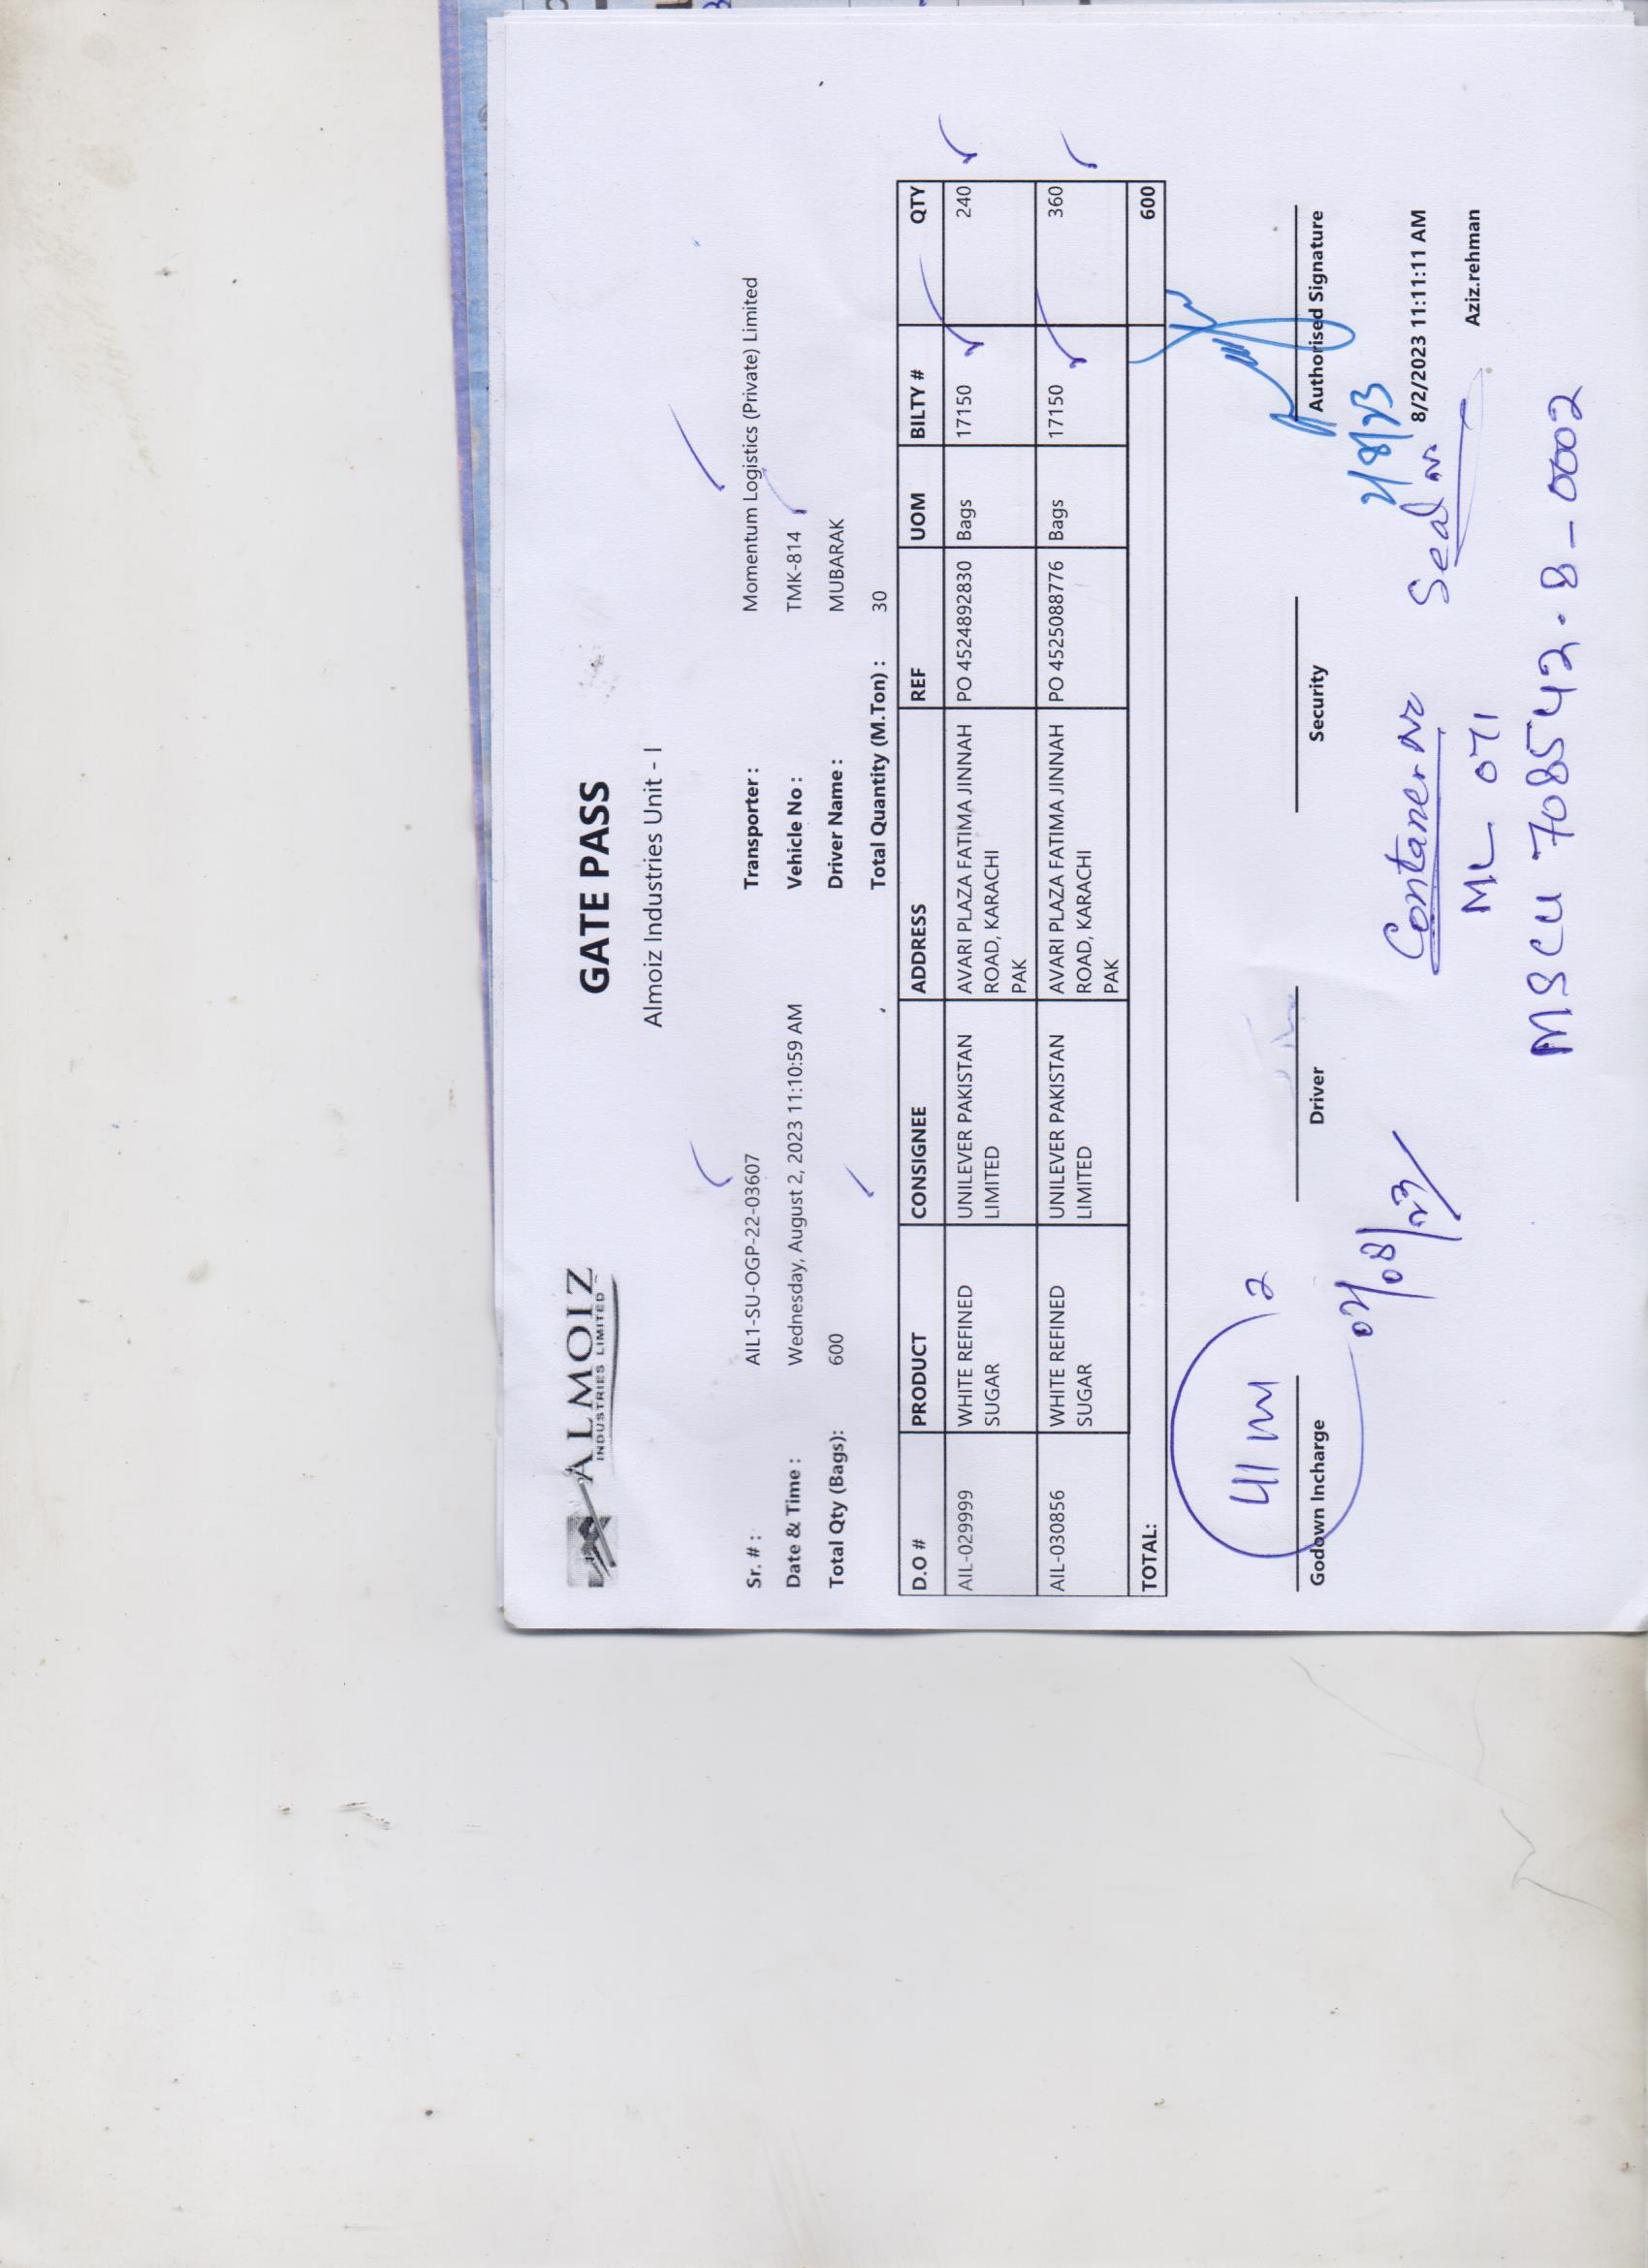 ALMOIZ
INDUSTRIES LIMITED
GATE PASS
Almoiz Industries Unit - I
Sr. # : AIL1-SU-OGP-22-03607 Transporter : Momentum Logistics (Private) Limited
Date & Time : Wednesday, August 2, 2023 11:10:59 AM Vehicle No : TMK-814
Total Qty (Bags): 600 Driver Name : MUBARAK
Total Quantity (M.Ton) : 30
D.O # PRODUCT CONSIGNEE ADDRESS REF UOM BILTY # QTY
AIL-029999 WHITE REFINED UNILEVER PAKISTAN AVARI PLAZA FATIMA JINNAH PO 4524892830 Bags 17150 240
SUGAR LIMITED ROAD, KARACHI
PAK
AIL-030856 WHITE REFINED UNILEVER PAKISTAN AVARI PLAZA FATIMA JINNAH PO 4525088776 Bags 17150 360
SUGAR LIMITED ROAD, KARACHI
PAK
TOTAL: 600
Godown Incharge Driver Security Authorised Signature
02/08/23 2/8/23
8/2/2023 11:11:11 AM
Contaner Nr Seal Nr
Aziz.rehman
ML 071
MSCU 708542.8-0002